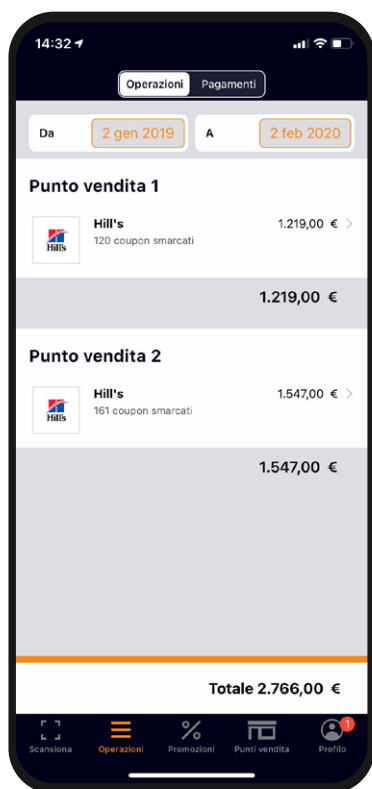 14:32
Operazioni Pagamenti
Da 2 gen 2019 A 2 feb 2020
Punto vendita 1
Hill's 1.219,00 €
120 coupon smarcati
Hill's
1.219,00 €
Punto vendita 2
Hill's 1.547,00 €
161 coupon smarcati
Hill's
1.547,00 €
Totale 2.766,00 €
1
Scansiona Operazioni Promozioni Punti vendita Profilo